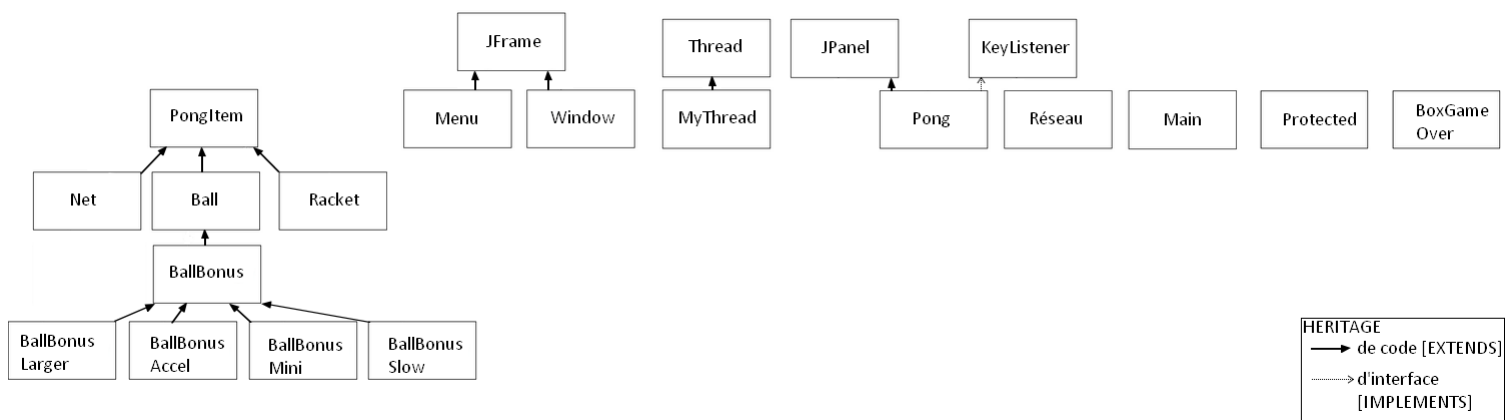 JFrame
Thread
JPanel
KeyListener
PongItem
Menu
Window
MyThread
Pong
Réseau
Main
Protected
BoxGame
Over
Net
Ball
Racket
BallBonus
BallBonus
Larger
BallBonus
Accel
BallBonus
Mini
BallBonus
Slow
HERITAGE
de code [EXTENDS]
d'interface
[IMPLEMENTS]